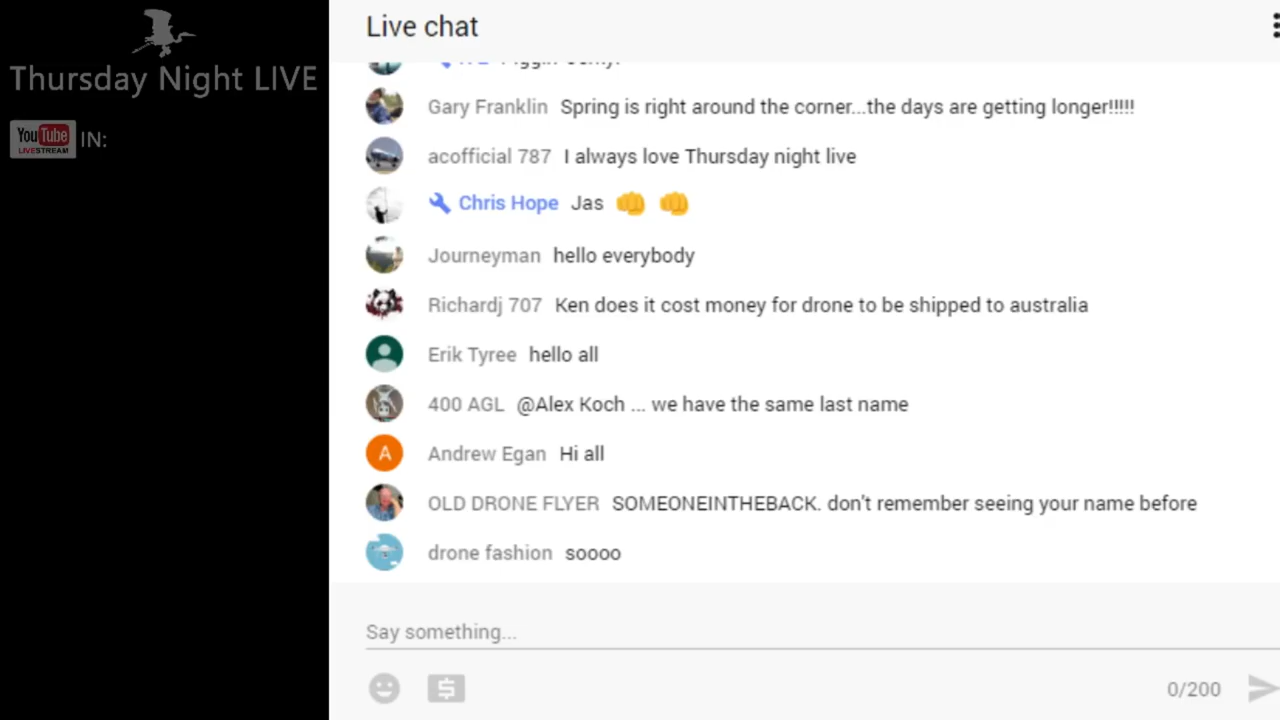 Thursday Night LIVE
YouTube IN:
LIVESTREAM
Live chat
Gary Franklin Spring is right around the corner...the days are getting longer!!!!!
acofficial 787 I always love Thursday night live
Chris Hope Jas 👊 👊
Journeyman hello everybody
Richardj 707 Ken does it cost money for drone to be shipped to australia
Erik Tyree hello all
400 AGL @Alex Koch ... we have the same last name
A Andrew Egan Hi all
OLD DRONE FLYER SOMEONEINTHEBACK. don't remember seeing your name before
drone fashion soooo
Say something...
0/200